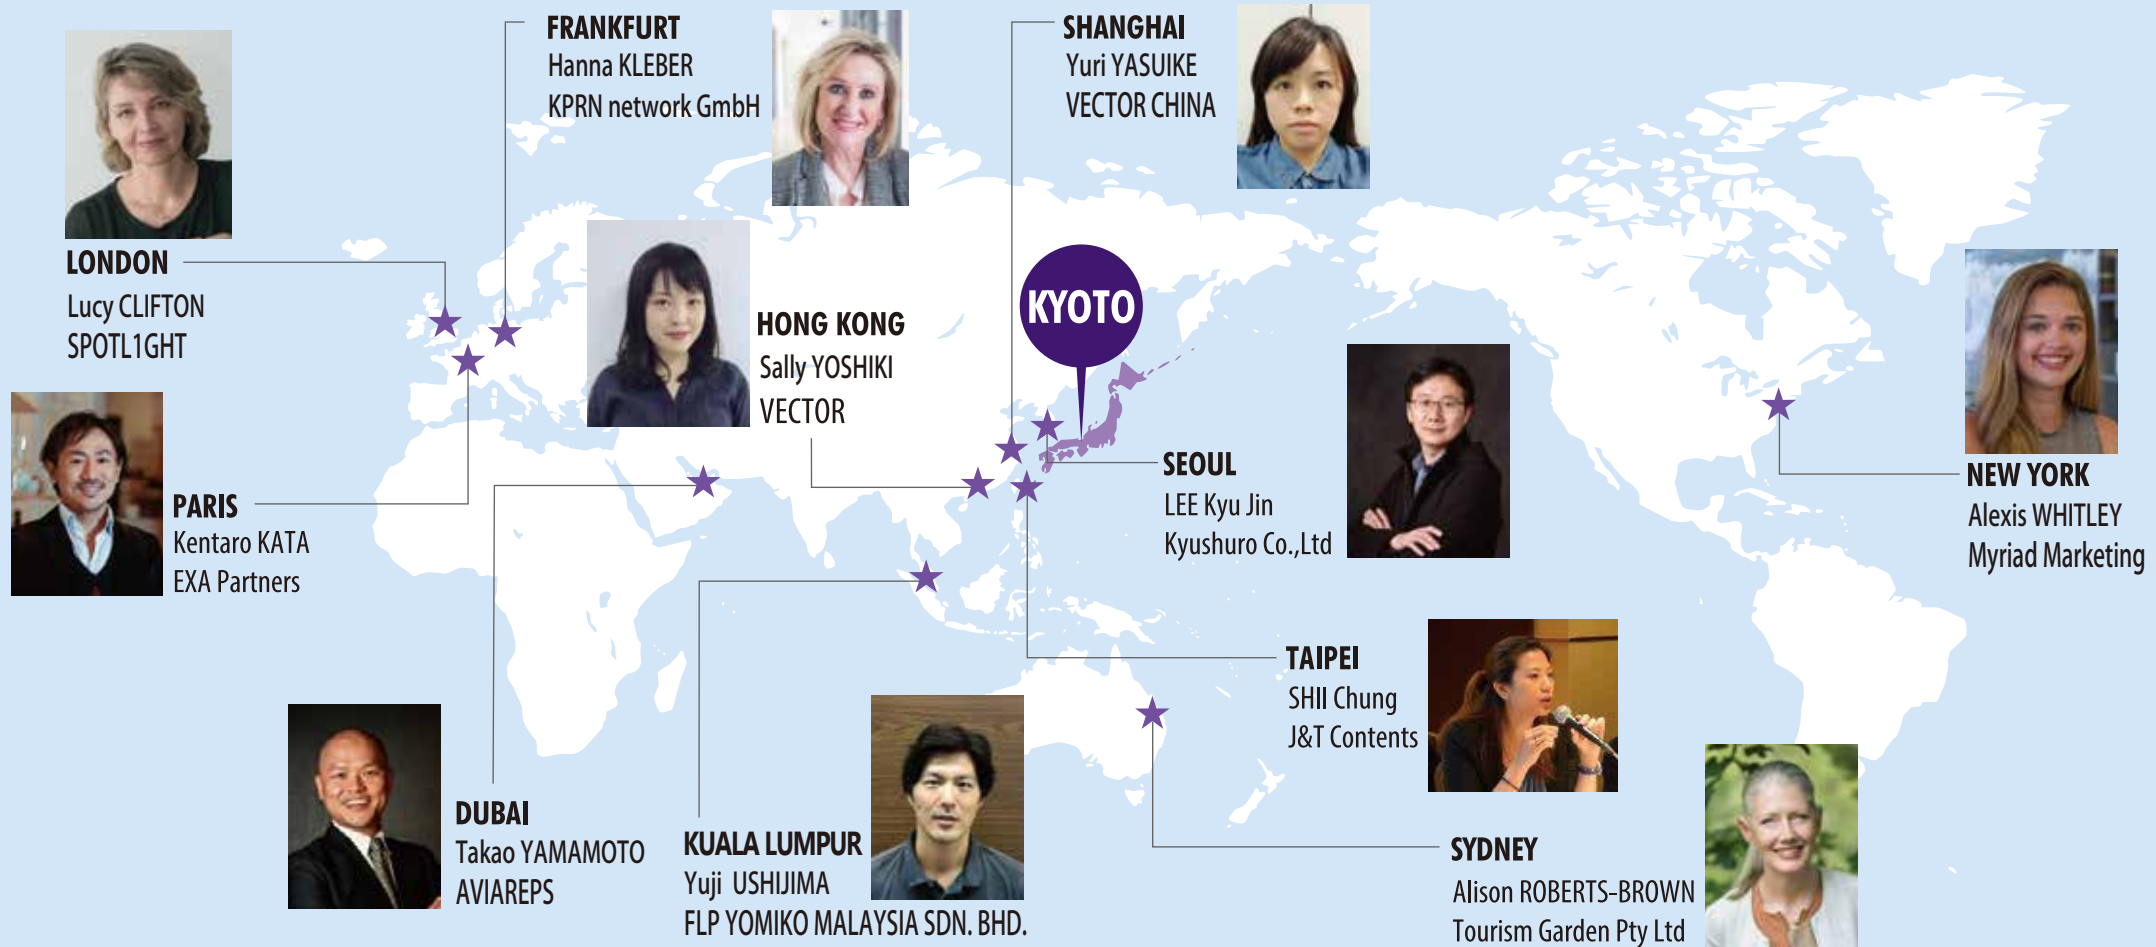 FRANKFURT
Hanna KLEBER
KPRN network GmbH
SHANGHAI
Yuri YASUIKE
VECTOR CHINA
LONDON
Lucy CLIFTON
SPOTL1GHT
HONG KONG
Sally YOSHIKI
VECTOR
KYOTO
PARIS
Kentaro KATA
EXA Partners
SEOUL
LEE Kyu Jin
Kyushuro Co.,Ltd
NEW YORK
Alexis WHITLEY
Myriad Marketing
TAIPEI
SHII Chung
J&T Contents
DUBAI
Takao YAMAMOTO
AVIAREPS
KUALA LUMPUR
Yuji USHIJIMA
FLP YOMIKO MALAYSIA SDN. BHD.
SYDNEY
Alison ROBERTS-BROWN
Tourism Garden Pty Ltd